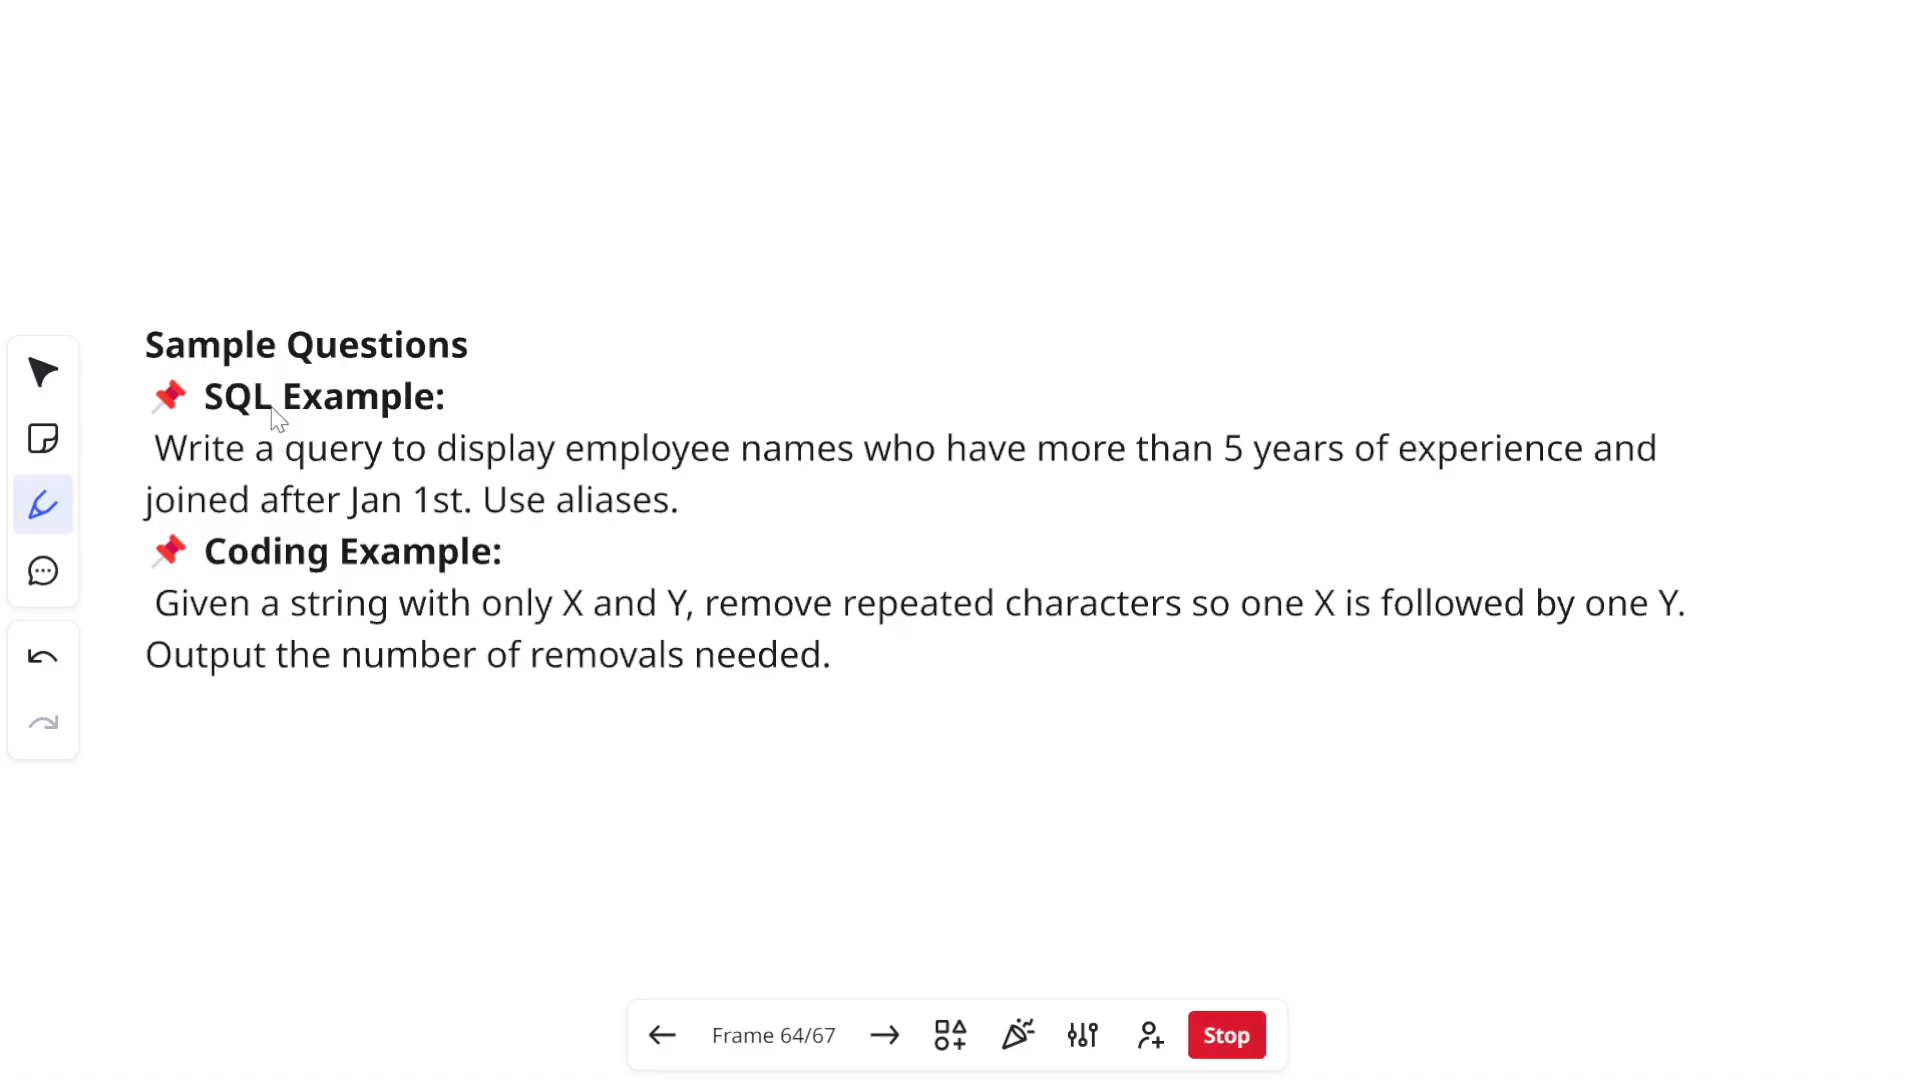 Sample Questions
📌 SQL Example:
Write a query to display employee names who have more than 5 years of experience and
joined after Jan 1st. Use aliases.
📌 Coding Example:
Given a string with only X and Y, remove repeated characters so one X is followed by one Y.
Output the number of removals needed.
Frame 64/67
Stop